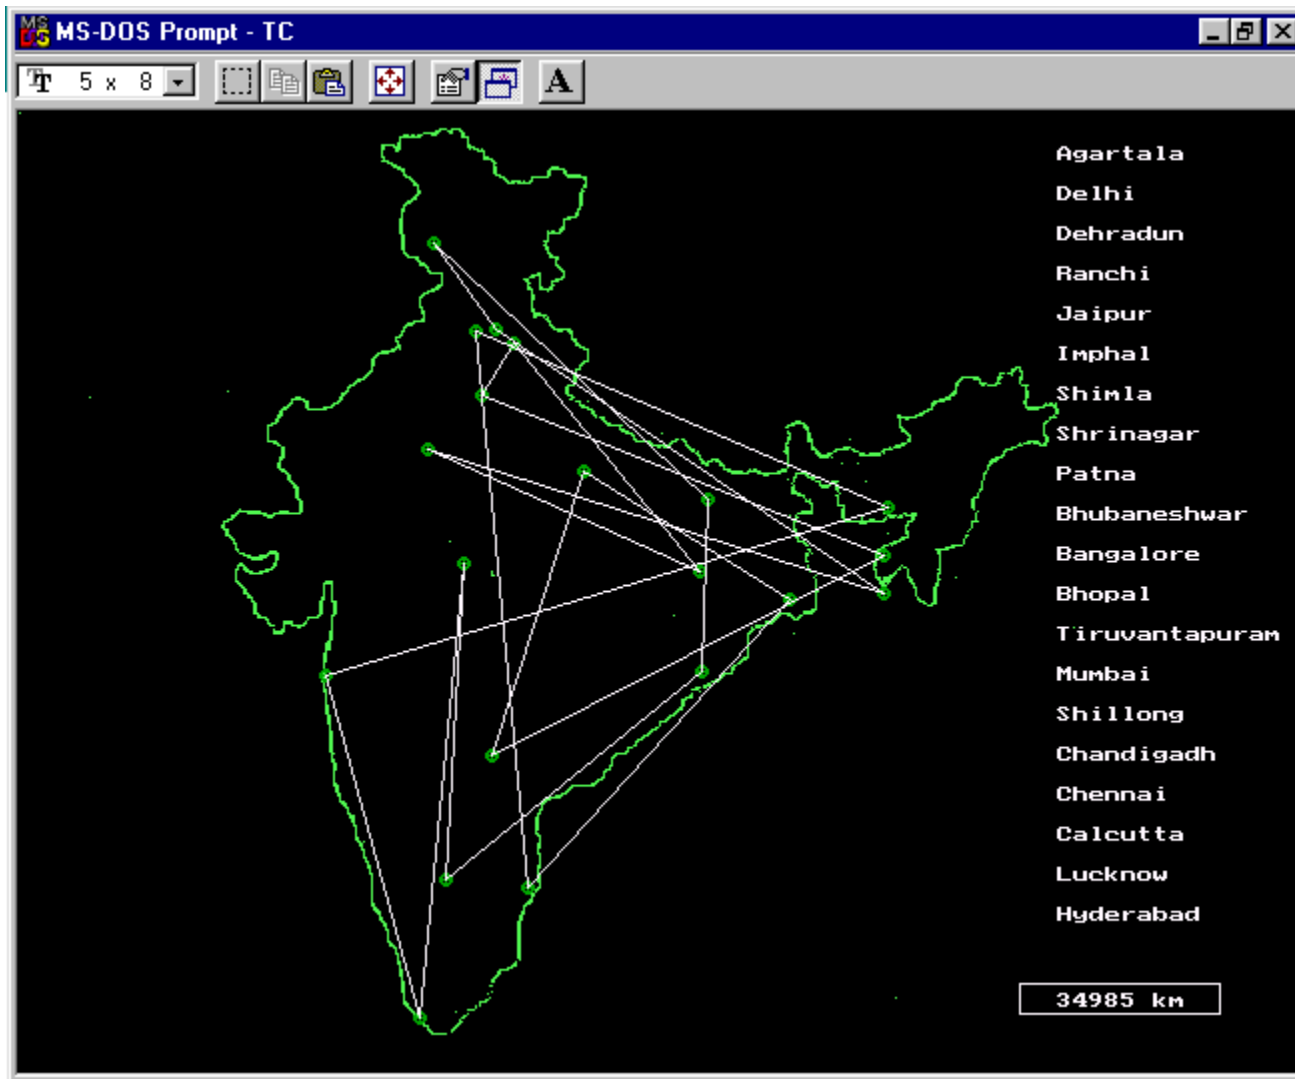 MS-DOS Prompt - TC
5 x 8
A
Agartala
Delhi
Dehradun
Ranchi
Jaipur
Imphal
Shimla
Shrinagar
Patna
Bhubaneshwar
Bangalore
Bhopal
Tiruvantapuram
Mumbai
Shillong
Chandigadh
Chennai
Calcutta
Lucknow
Hyderabad
34985 km